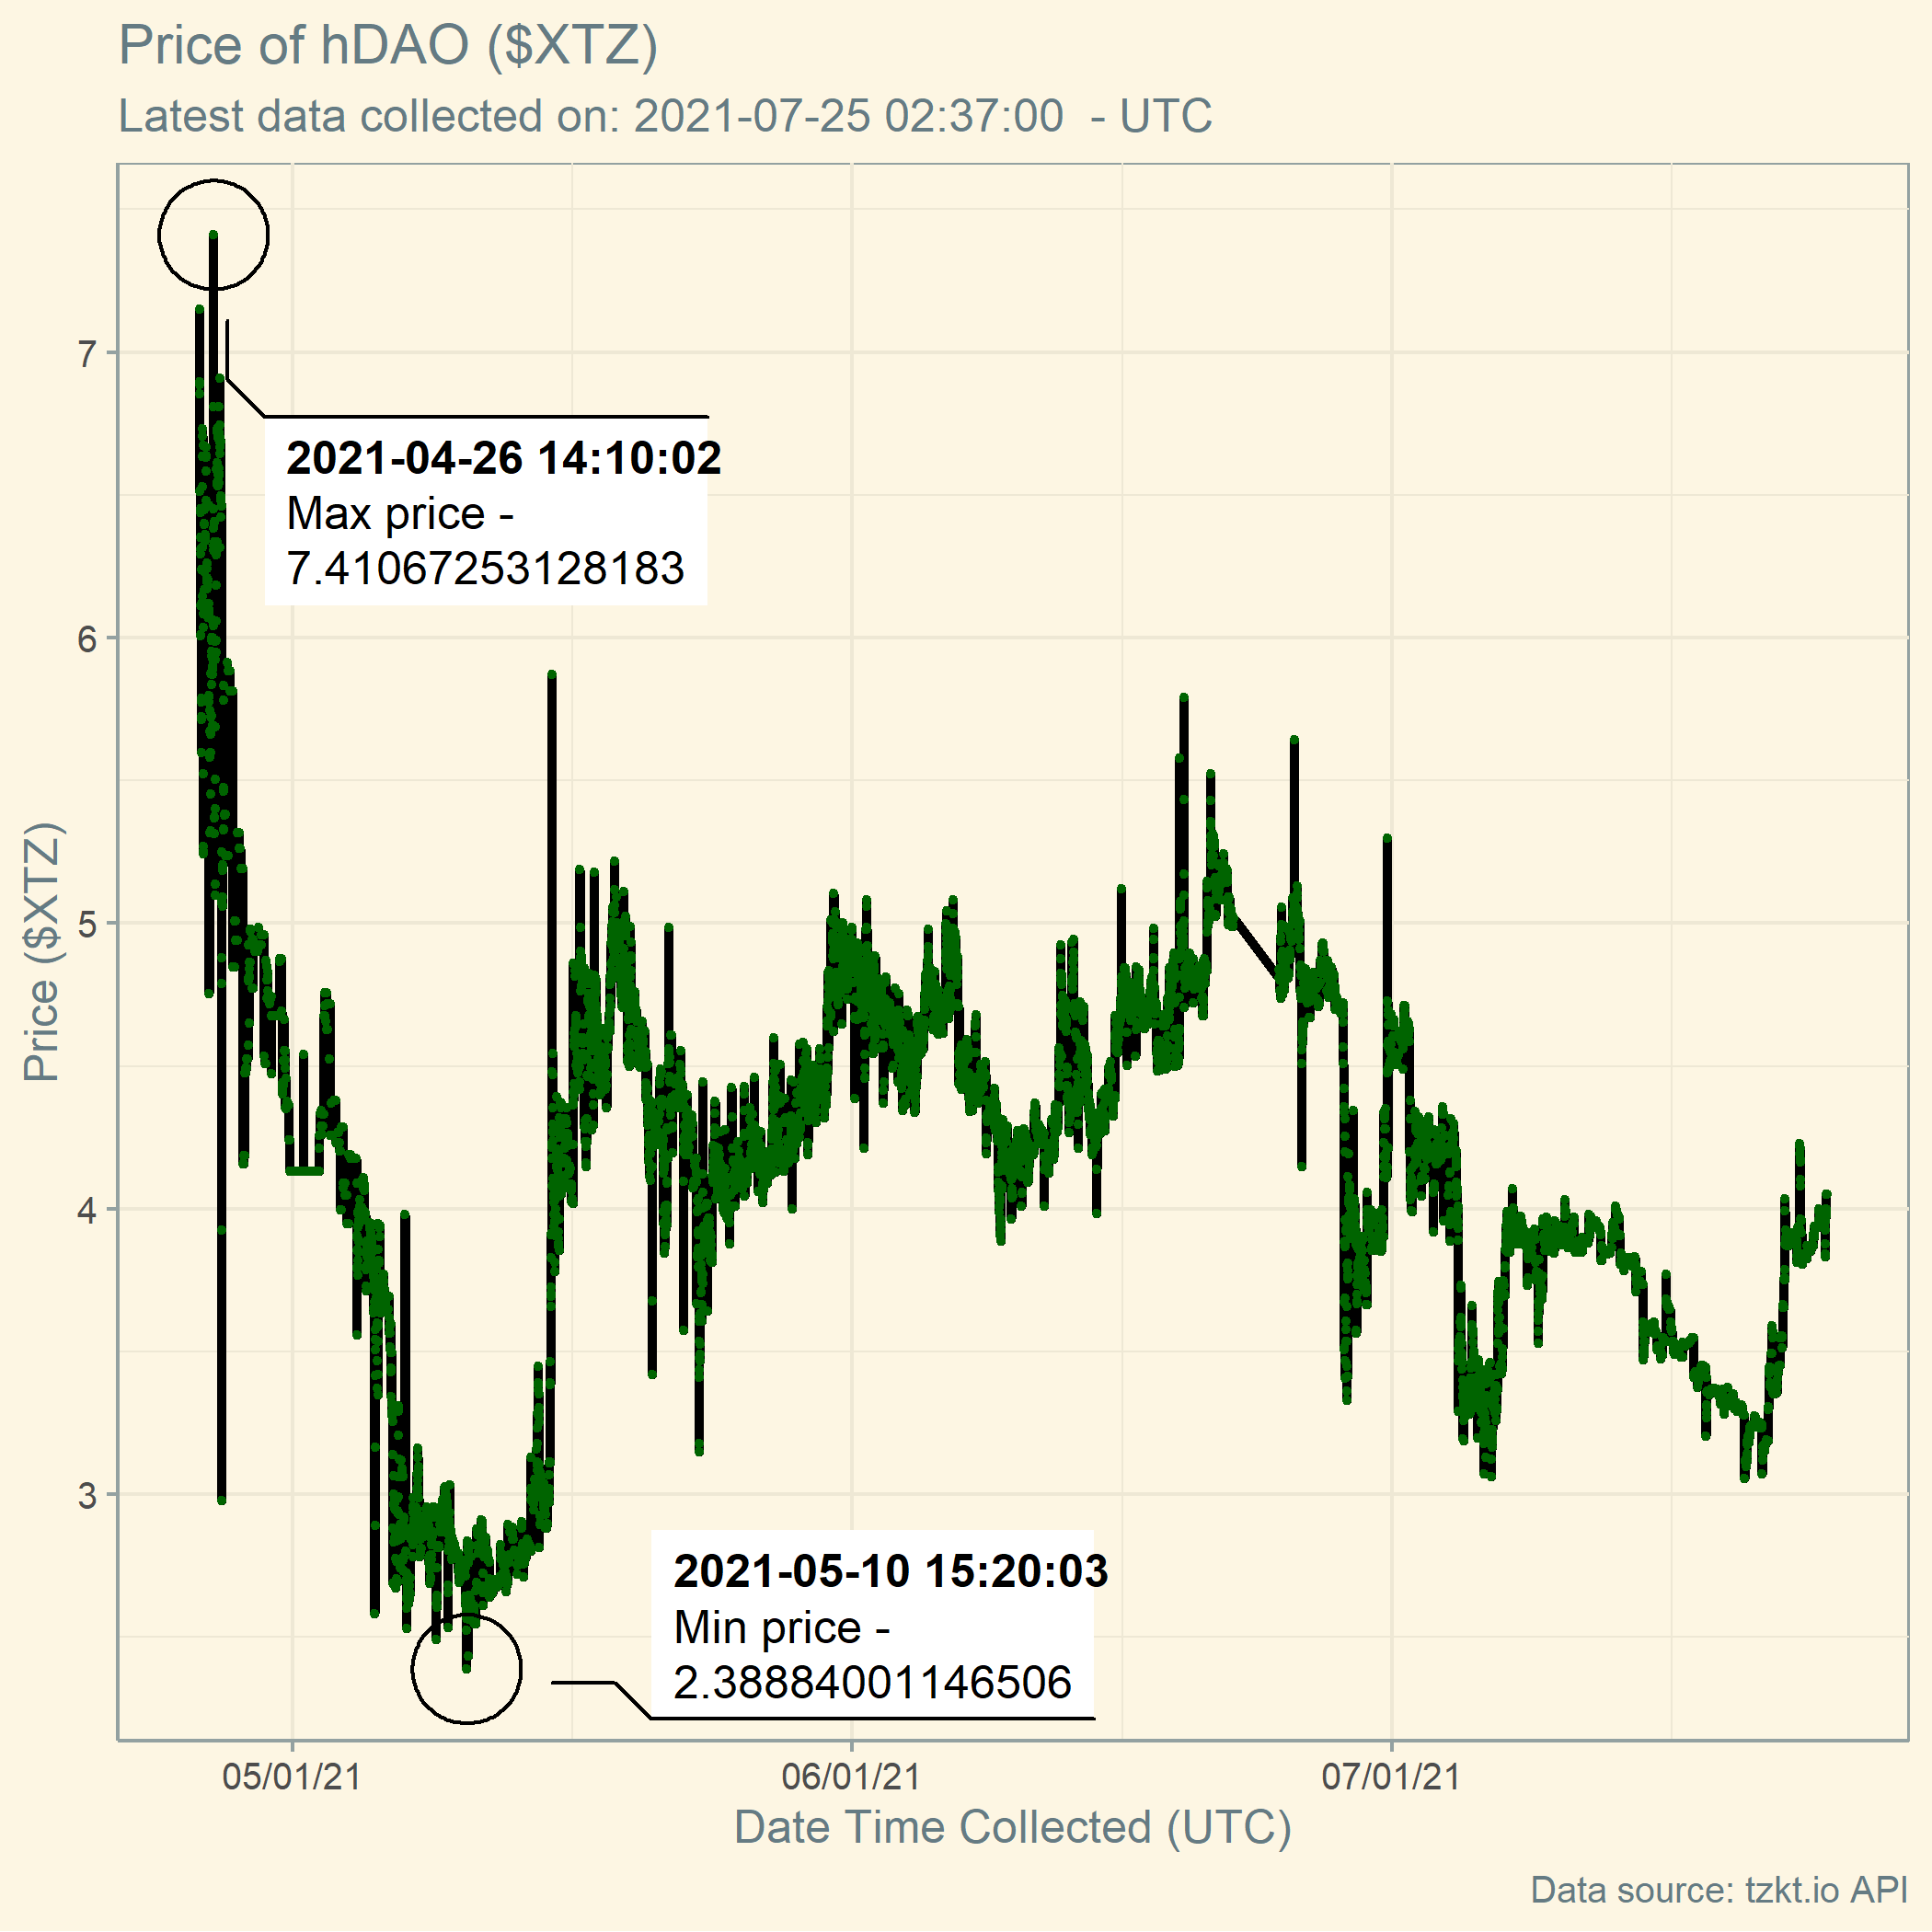 Price of hDAO ($XTZ)
Latest data collected on: 2021-07-25 02:37:00  - UTC
7
6
5
4
3
Price ($XTZ)
2021-04-26 14:10:02
Max price -
7.41067253128183
2021-05-10 15:20:03
Min price -
2.38884001146506
05/01/21
06/01/21
07/01/21
Date Time Collected (UTC)
Data source: tzkt.io API